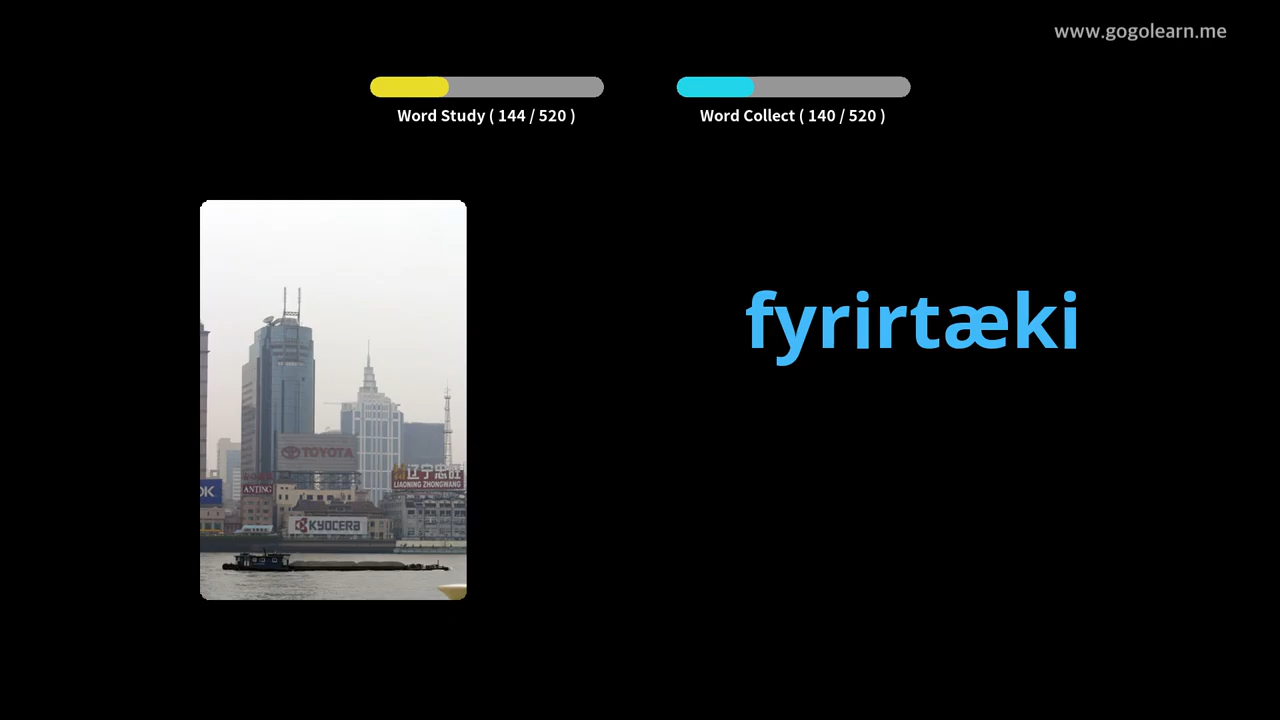 www.gogolearn.me
Word Study ( 144 / 520 )
Word Collect ( 140 / 520 )
fyrirtæki
TOYOTA
辽宁忠旺
LIAONING ZHONGWANG
ANTING
OK
KYOCERA